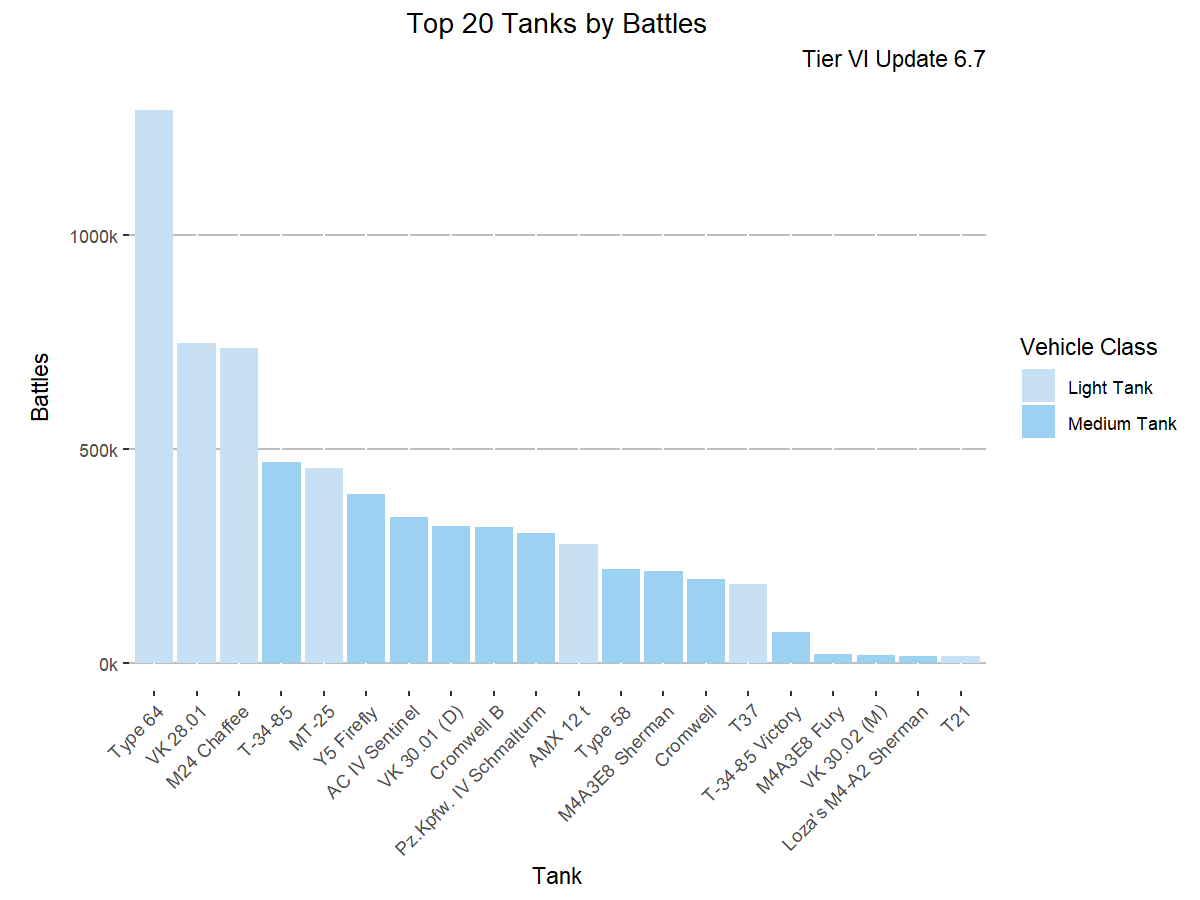 Top 20 Tanks by Battles
Tier VI Update 6.7
Battles
1000k
500k
0k
Type 64
VK 28.01
M24 Chaffee
T-34-85
MT-25
Y5 Firefly
AC IV Sentinel
VK 30.01 (D)
Cromwell B
Pz.Kpfw. IV Schmalturm
AMX 12 t
Type 58
M4A3E8 Sherman
Cromwell
T37
T-34-85 Victory
M4A3E8 Fury
VK 30.02 (M)
Loza's M4-A2 Sherman
T21
Tank
Vehicle Class
Light Tank
Medium Tank